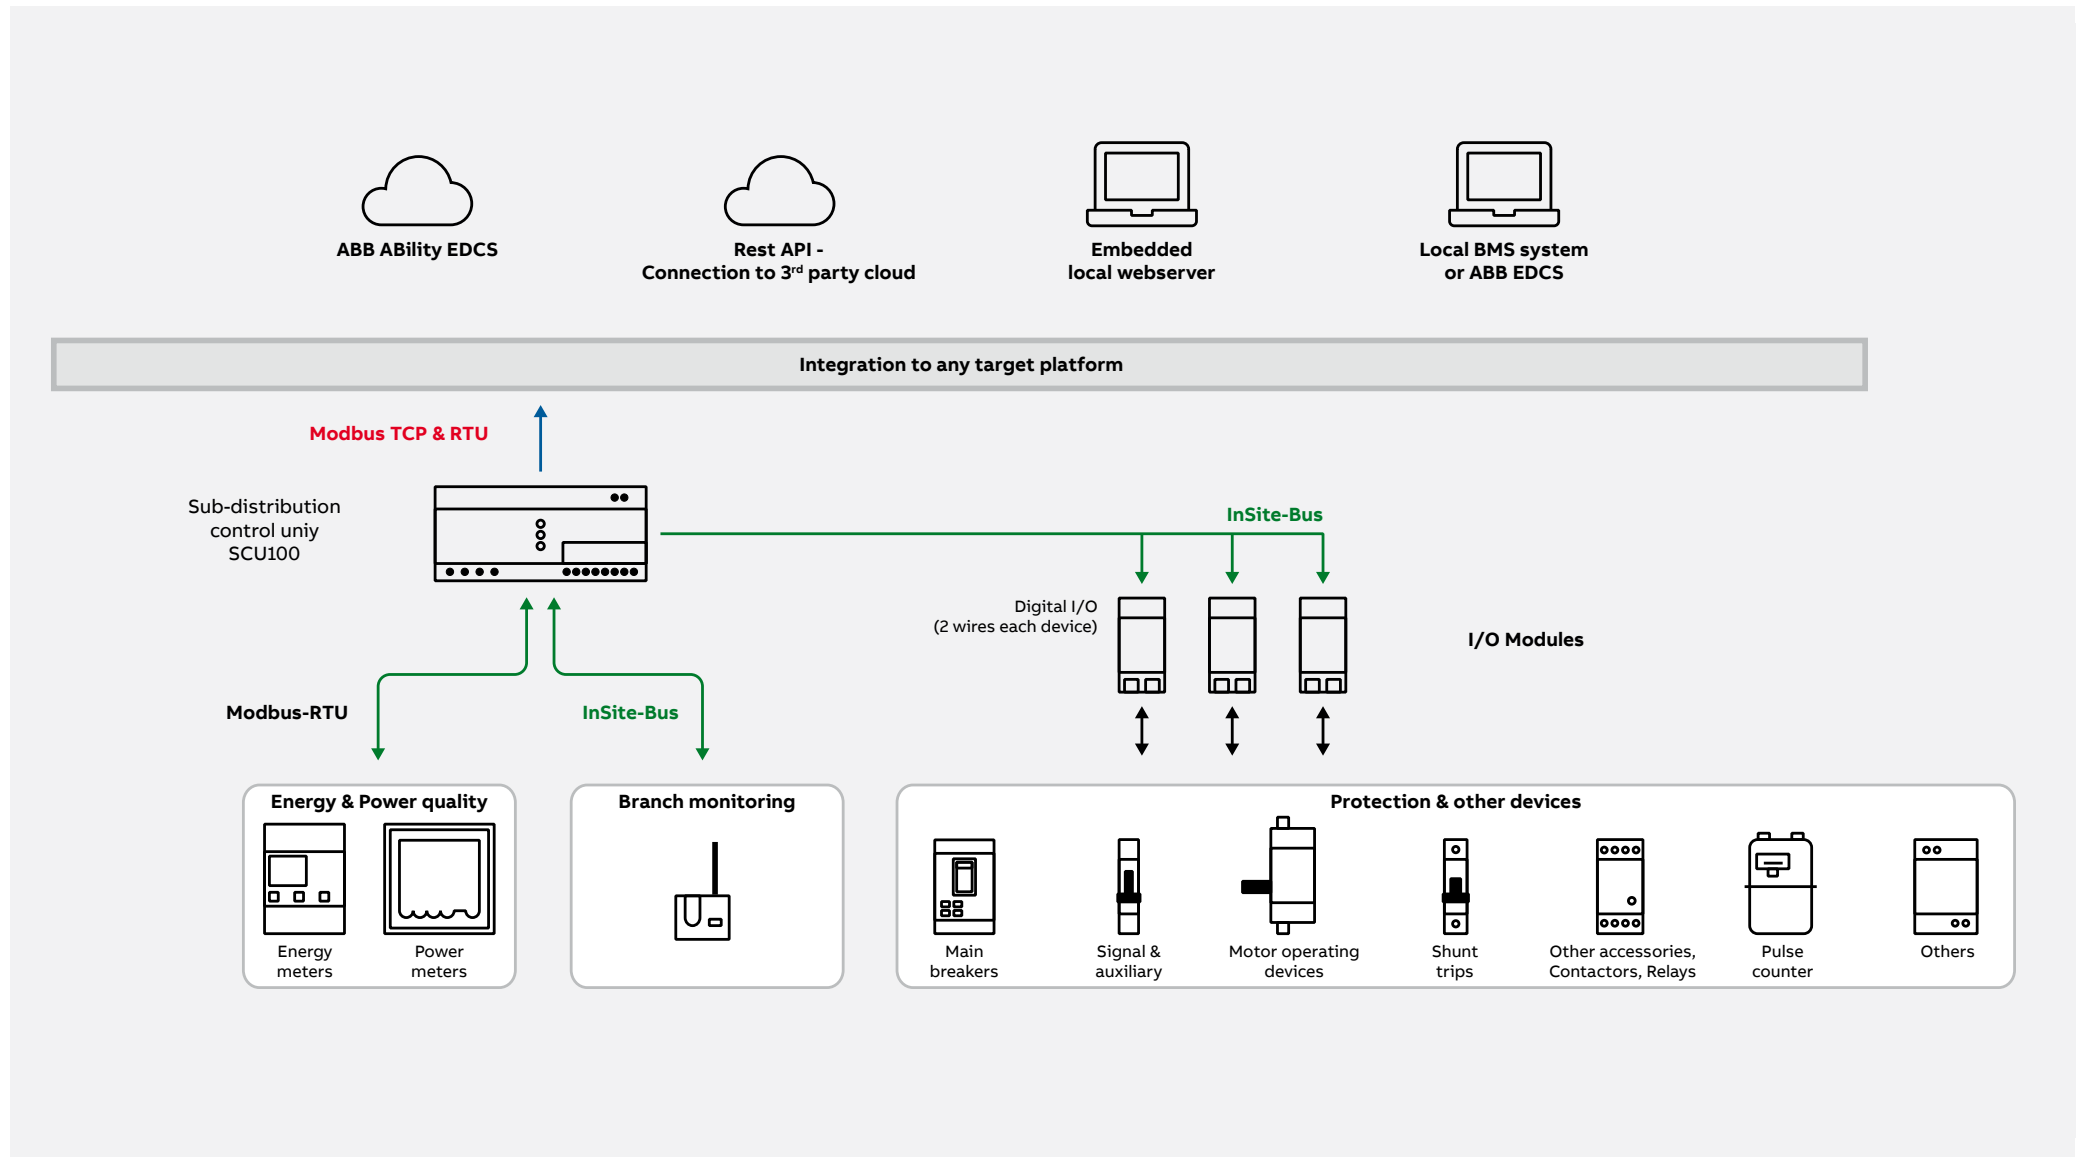 ABB ABility EDCS
Rest API -
Connection to 3rd party cloud
Embedded
local webserver
Local BMS system
or ABB EDCS
Integration to any target platform
Modbus TCP & RTU
Sub-distribution
control uniy
SCU100
InSite-Bus
Digital I/O
(2 wires each device)
I/O Modules
Modbus-RTU
InSite-Bus
Energy & Power quality
Energy
meters
Power
meters
Branch monitoring
Protection & other devices
Main
breakers
Signal &
auxiliary
Motor operating
devices
Shunt
trips
Other accessories,
Contactors, Relays
Pulse
counter
Others